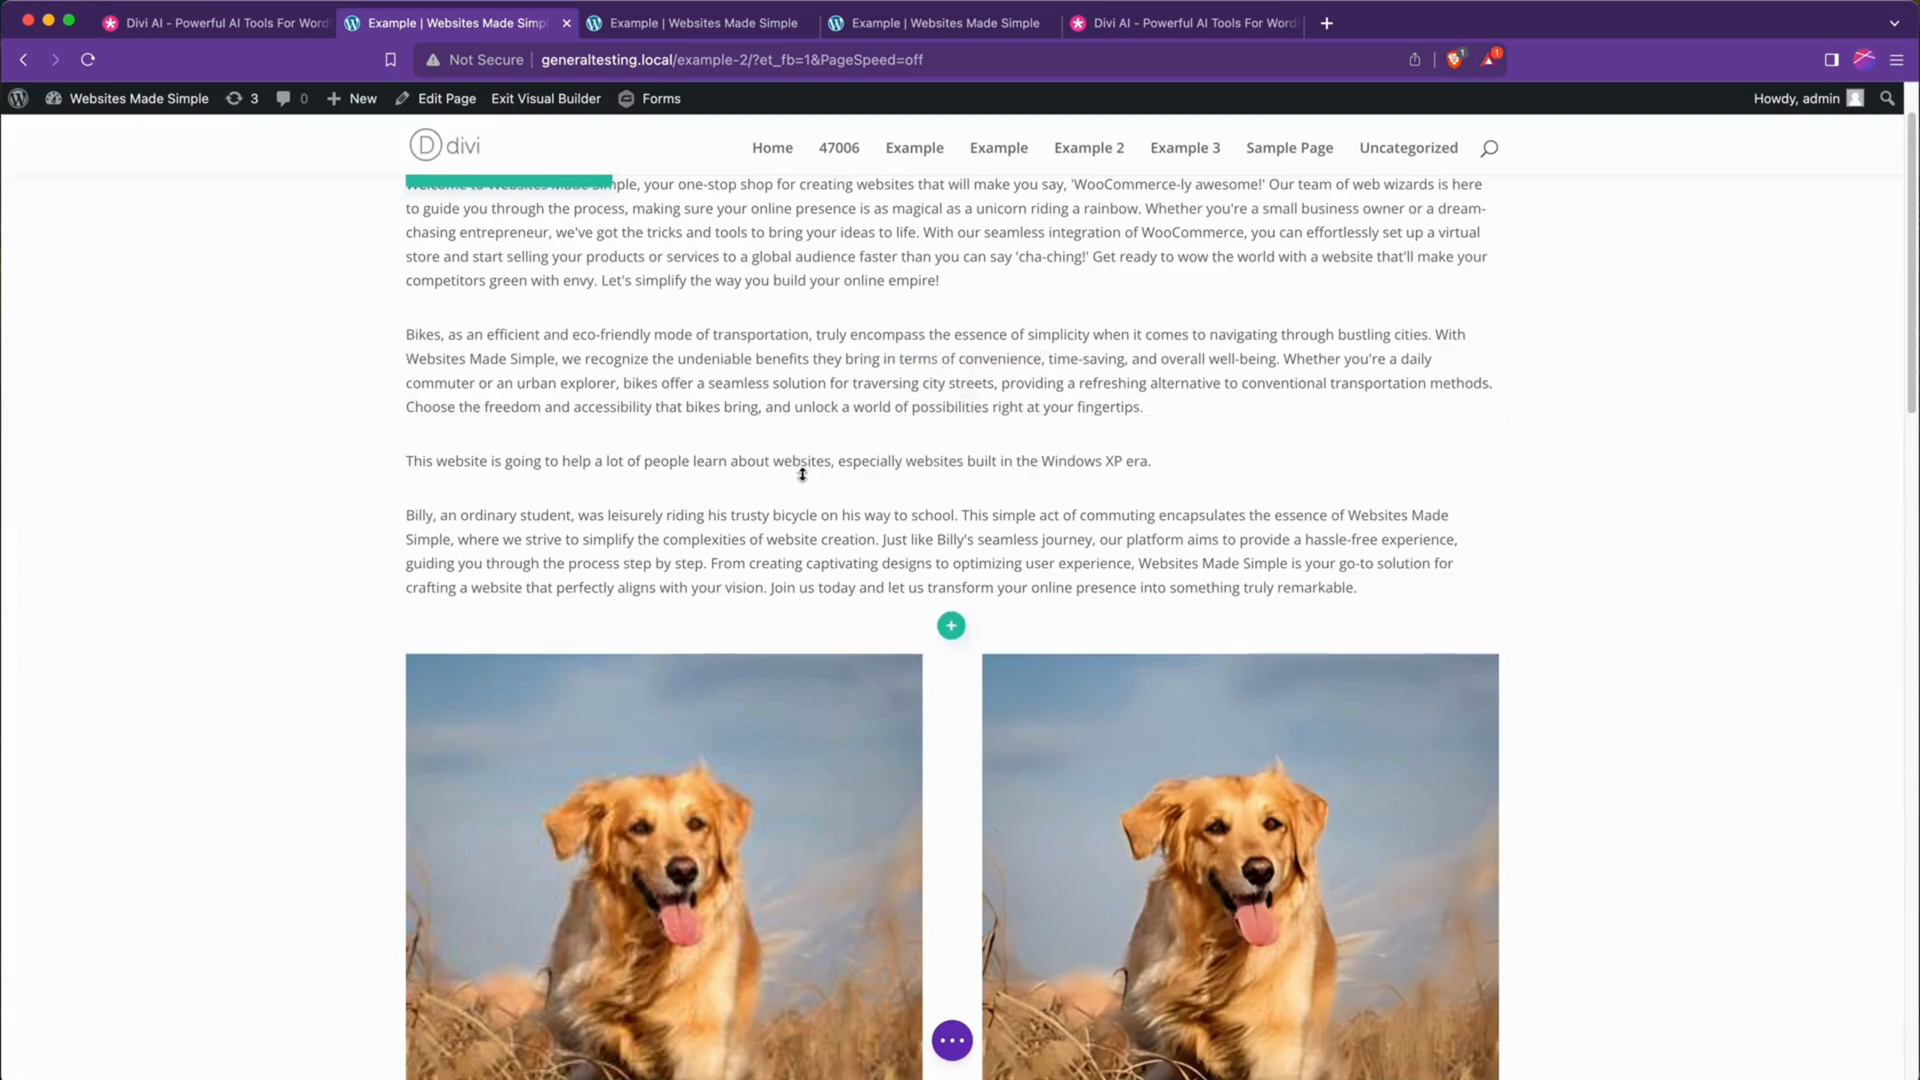 Divi AI - Powerful AI Tools For Word
Example | Websites Made Simpl
Example | Websites Made Simple
Example | Websites Made Simple
Divi AI - Powerful AI Tools For Word
Not Secure
generaltesting.local/example-2/?et_fb=1&PageSpeed=off
1
1
Websites Made Simple
3
0
New
Edit Page
Exit Visual Builder
Forms
Howdy, admin
D divi
Home
47006
Example
Example
Example 2
Example 3
Sample Page
Uncategorized
Welcome to Websites Made Simple, your one-stop shop for creating websites that will make you say, 'WooCommerce-ly awesome!' Our team of web wizards is here
to guide you through the process, making sure your online presence is as magical as a unicorn riding a rainbow. Whether you're a small business owner or a dream-
chasing entrepreneur, we've got the tricks and tools to bring your ideas to life. With our seamless integration of WooCommerce, you can effortlessly set up a virtual
store and start selling your products or services to a global audience faster than you can say 'cha-ching!' Get ready to wow the world with a website that'll make your
competitors green with envy. Let's simplify the way you build your online empire!
Bikes, as an efficient and eco-friendly mode of transportation, truly encompass the essence of simplicity when it comes to navigating through bustling cities. With
Websites Made Simple, we recognize the undeniable benefits they bring in terms of convenience, time-saving, and overall well-being. Whether you're a daily
commuter or an urban explorer, bikes offer a seamless solution for traversing city streets, providing a refreshing alternative to conventional transportation methods.
Choose the freedom and accessibility that bikes bring, and unlock a world of possibilities right at your fingertips.
This website is going to help a lot of people learn about websites, especially websites built in the Windows XP era.
Billy, an ordinary student, was leisurely riding his trusty bicycle on his way to school. This simple act of commuting encapsulates the essence of Websites Made
Simple, where we strive to simplify the complexities of website creation. Just like Billy's seamless journey, our platform aims to provide a hassle-free experience,
guiding you through the process step by step. From creating captivating designs to optimizing user experience, Websites Made Simple is your go-to solution for
crafting a website that perfectly aligns with your vision. Join us today and let us transform your online presence into something truly remarkable.